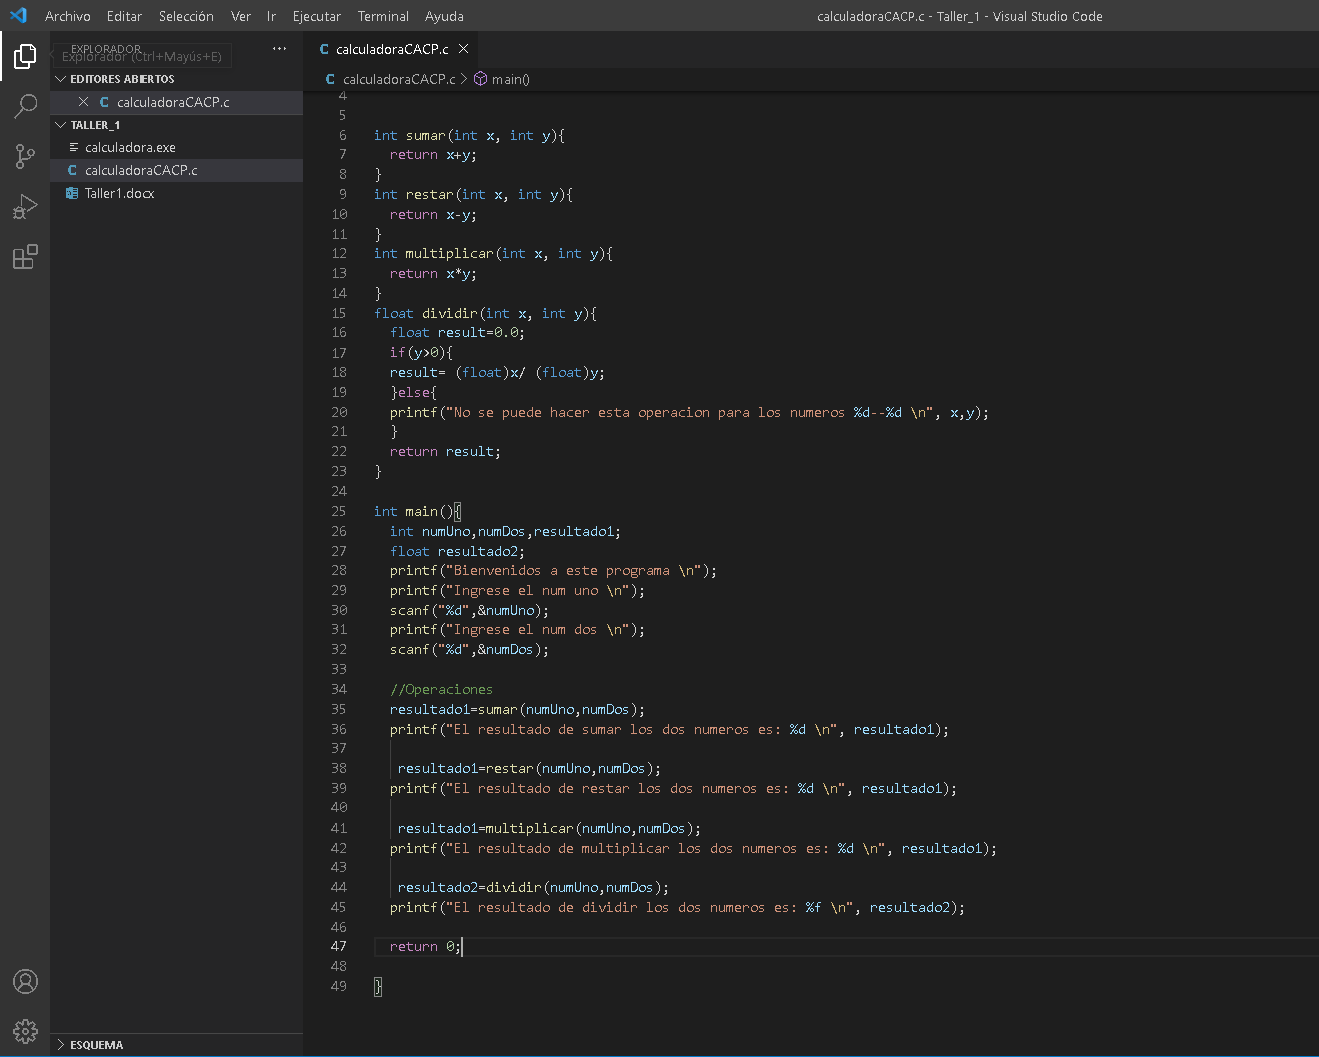 Archivo Editar Selección Ver Ir Ejecutar Terminal Ayuda
calculadoraCACP.c - Taller_1 - Visual Studio Code
EXPLORADOR
Explorador (Ctrl+Mayús+E)
EDITORES ABIERTOS
calculadoraCACP.c
TALLER_1
calculadora.exe
C calculadoraCACP.c
Taller1.docx
ESQUEMA
C calculadoraCACP.c
C calculadoraCACP.c > main()
4
5
6 int sumar(int x, int y){
7 return x+y;
8 }
9 int restar(int x, int y){
10 return x-y;
11 }
12 int multiplicar(int x, int y){
13 return x*y;
14 }
15 float dividir(int x, int y){
16 float result=0.0;
17 if(y>0){
18 result= (float)x/ (float)y;
19 }else{
20 printf("No se puede hacer esta operacion para los numeros %d--%d \n", x,y);
21 }
22 return result;
23 }
24
25 int main(){
26 int numUno,numDos,resultado1;
27 float resultado2;
28 printf("Bienvenidos a este programa \n");
29 printf("Ingrese el num uno \n");
30 scanf("%d",&numUno);
31 printf("Ingrese el num dos \n");
32 scanf("%d",&numDos);
33
34 //Operaciones
35 resultado1=sumar(numUno,numDos);
36 printf("El resultado de sumar los dos numeros es: %d \n", resultado1);
37
38 resultado1=restar(numUno,numDos);
39 printf("El resultado de restar los dos numeros es: %d \n", resultado1);
40
41 resultado1=multiplicar(numUno,numDos);
42 printf("El resultado de multiplicar los dos numeros es: %d \n", resultado1);
43
44 resultado2=dividir(numUno,numDos);
45 printf("El resultado de dividir los dos numeros es: %f \n", resultado2);
46
47 return 0;
48
49 }